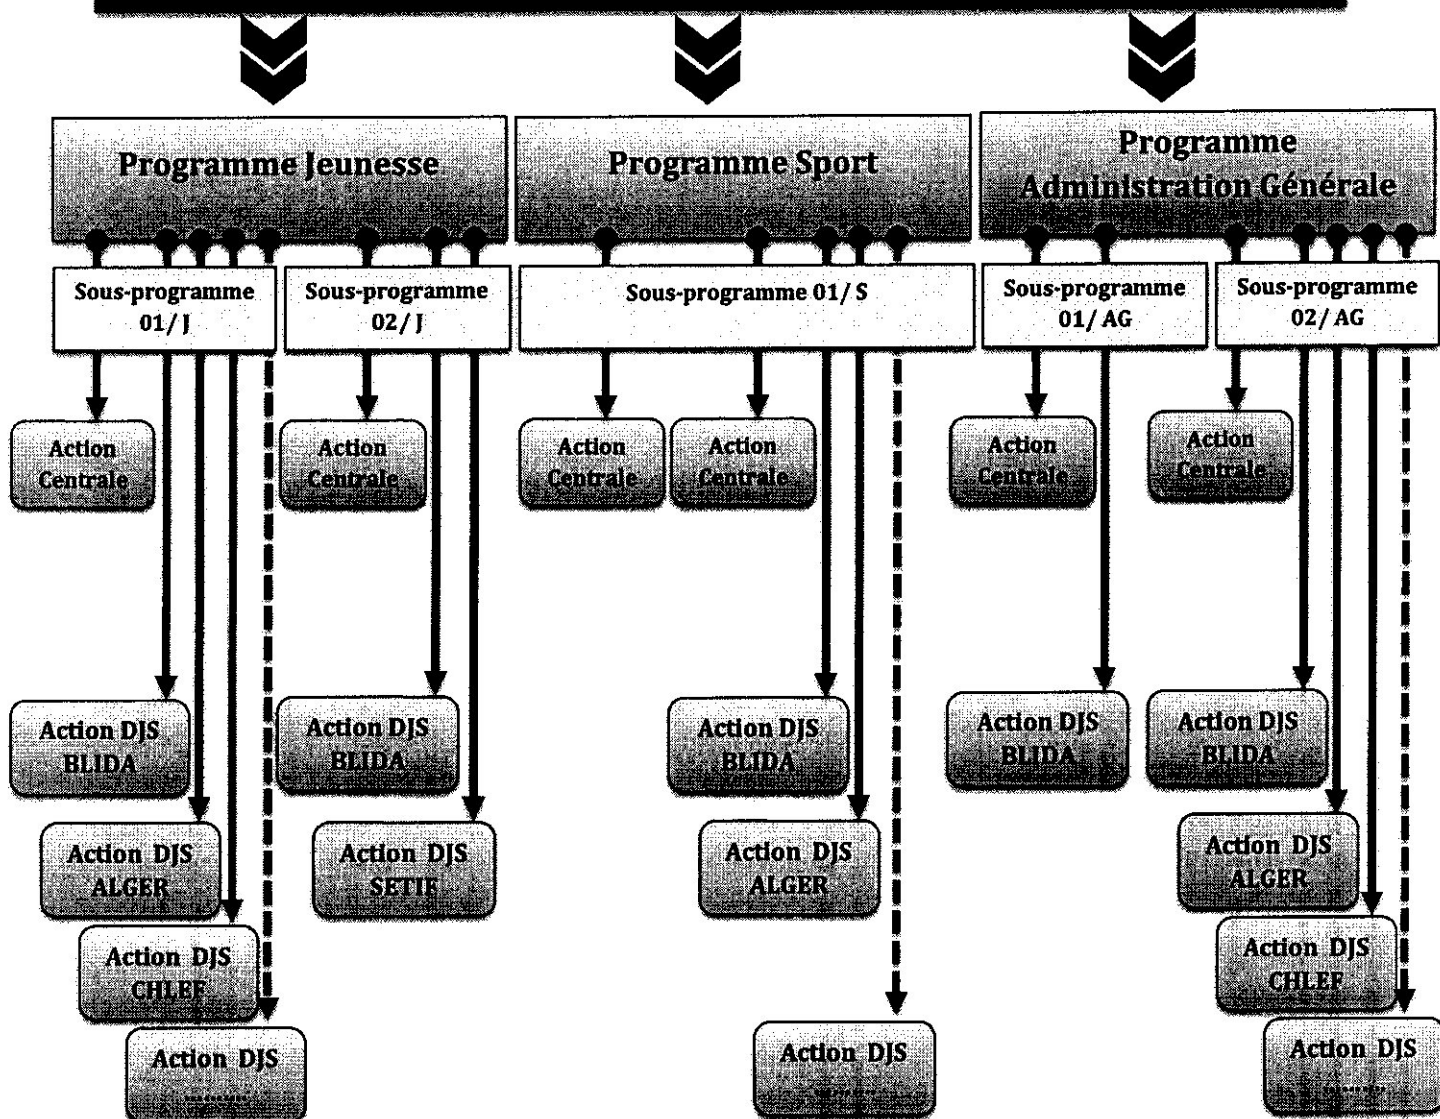 Programme Jeunesse
Programme Sport
Programme
Administration Générale
Sous-programme
01/ J
Sous-programme
02/ J
Sous-programme 01/ S
Sous-programme
01/ AG
Sous-programme
02/ AG
Action
Centrale
Action
Centrale
Action
Centrale
Action
Centrale
Action
Centrale
Action
Centrale
Action DJS
BLIDA
Action DJS
BLIDA
Action DJS
BLIDA
Action DJS
BLIDA
Action DJS
BLIDA
Action DJS
ALGER
Action DJS
SETIF
Action DJS
ALGER
Action DJS
ALGER
Action DJS
CHLEF
Action DJS
CHLEF
Action DJS
..........
Action DJS
..........
Action DJS
..........